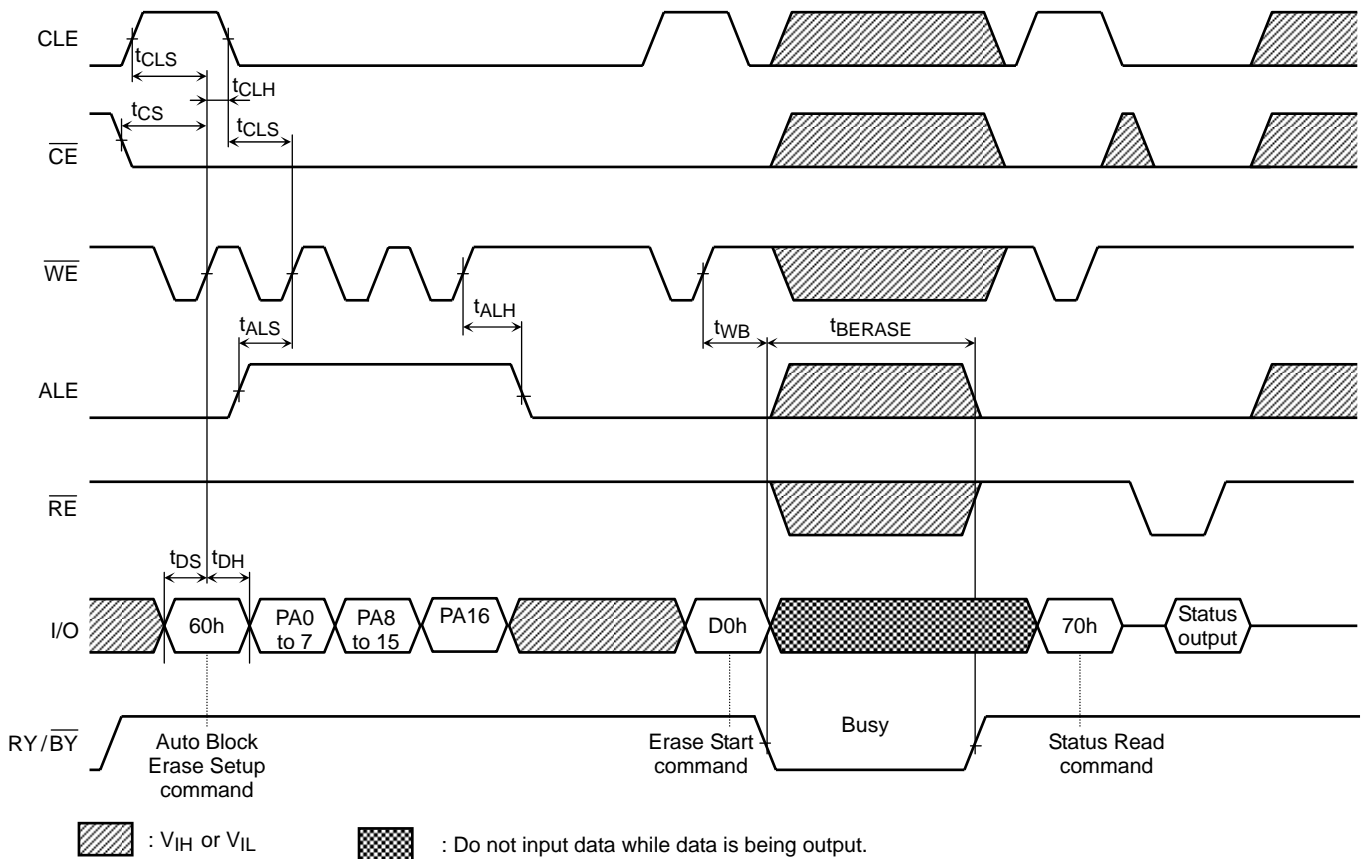 CLE
tCLS
tCLH
tCS
tCLS
CE
WE
tALS
tALH
tWB
tBERASE
ALE
RE
tDS
tDH
I/O
60h
PA0
to 7
PA8
to 15
PA16
D0h
70h
Status
output
RY/BY
Busy
Auto Block
Erase Setup
command
Erase Start
command
Status Read
command
: VIH or VIL
: Do not input data while data is being output.